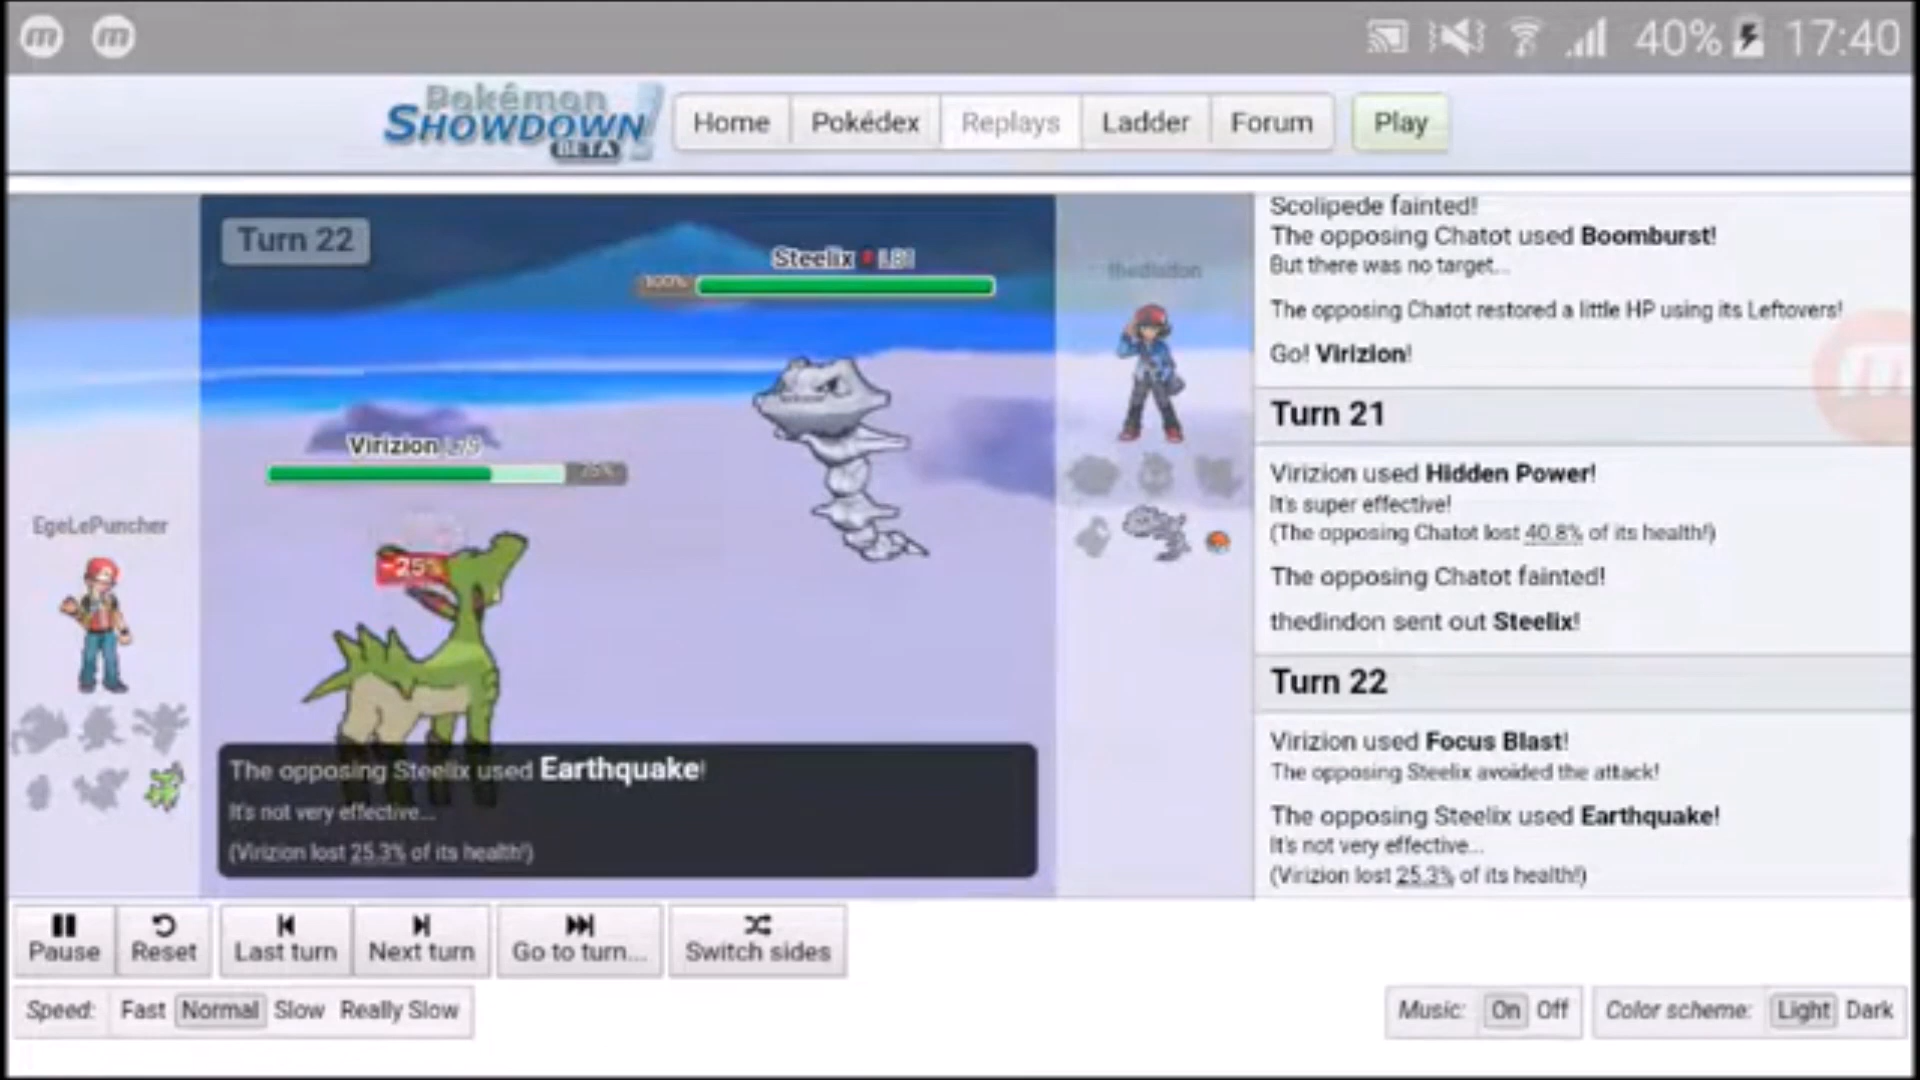 40% 17:40
Pokémon
SHOWDOWN!
BETA
Home
Pokédex
Replays
Ladder
Forum
Play
Turn 22
Steelix
100%
thedindon
Virizion
EgeLePuncher
-25%
The opposing Steelix used Earthquake!
It's not very effective...
(Virizion lost 25.3% of its health!)
Scolipede fainted!
The opposing Chatot used Boomburst!
But there was no target...
The opposing Chatot restored a little HP using its Leftovers!
Go! Virizion!
Turn 21
Virizion used Hidden Power!
It's super effective!
(The opposing Chatot lost 40.8% of its health!)
The opposing Chatot fainted!
thedindon sent out Steelix!
Turn 22
Virizion used Focus Blast!
The opposing Steelix avoided the attack!
The opposing Steelix used Earthquake!
It's not very effective...
(Virizion lost 25.3% of its health!)
Pause
Reset
Last turn
Next turn
Go to turn...
Switch sides
Speed: Fast Normal Slow Really Slow
Music: On Off
Color scheme: Light Dark